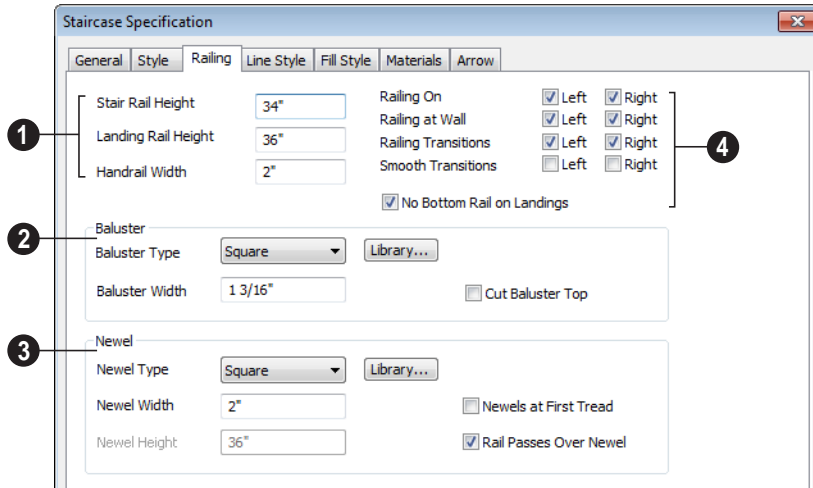 Staircase Specification
General Style Railing Line Style Fill Style Materials Arrow
1
Stair Rail Height 34"
Landing Rail Height 36"
Handrail Width 2"
Railing On Left Right
Railing at Wall Left Right
Railing Transitions Left Right
Smooth Transitions Left Right
No Bottom Rail on Landings
4
2
Baluster
Baluster Type Square Library...
Baluster Width 1 3/16" Cut Baluster Top
3
Newel
Newel Type Square Library...
Newel Width 2" Newels at First Tread
Newel Height 36" Rail Passes Over Newel